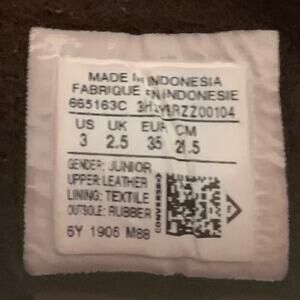 MADE IN INDONESIA
FABRIQUE EN INDONESIE
665163C
US UK EUR CM
3 2.5 35 21.5
GENDER: JUNIOR
UPPER: LEATHER
LINING: TEXTILE
OUTSOLE: RUBBER
CONVERSE
6Y 1906 M88